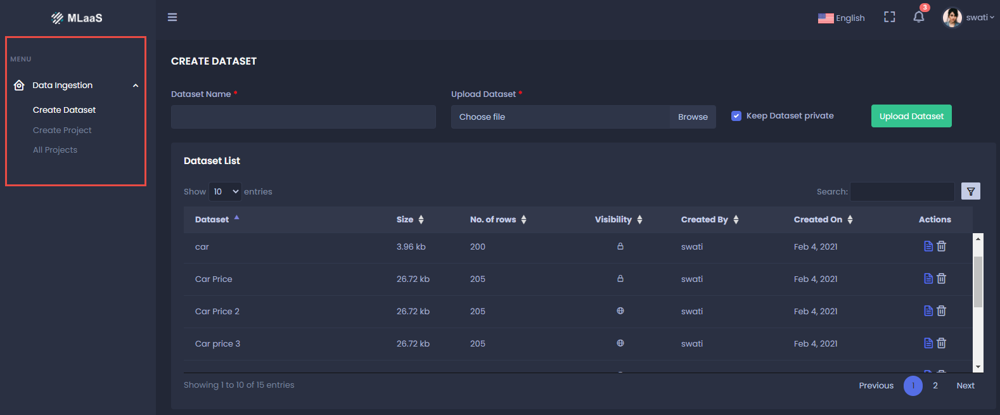 MLaaS
English
3
swati
MENU
Data Ingestion
Create Dataset
Create Project
All Projects
CREATE DATASET
Dataset Name *
Upload Dataset *
Choose file Browse
Keep Dataset private
Upload Dataset
Dataset List
Show 10 entries
Search:
Dataset Size No. of rows Visibility Created By Created On Actions
car 3.96 kb 200 swati Feb 4, 2021
Car Price 26.72 kb 205 swati Feb 4, 2021
Car Price 2 26.72 kb 205 swati Feb 4, 2021
Car price 3 26.72 kb 205 swati Feb 4, 2021
Showing 1 to 10 of 15 entries
Previous 1 2 Next